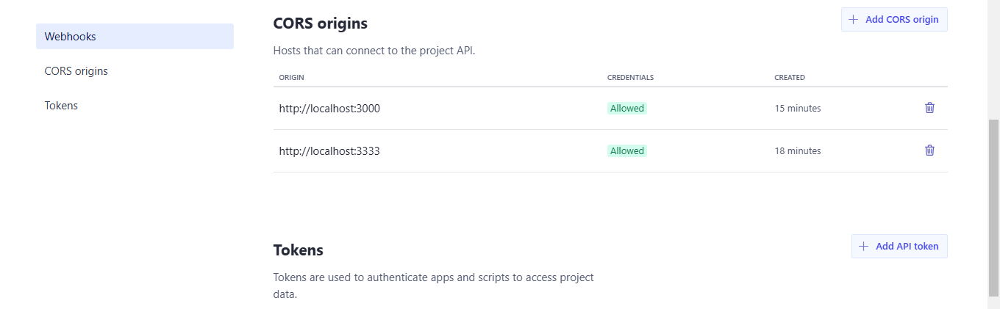 Webhooks
CORS origins
Tokens
CORS origins
Add CORS origin
Hosts that can connect to the project API.
ORIGIN CREDENTIALS CREATED
http://localhost:3000 Allowed 15 minutes
http://localhost:3333 Allowed 18 minutes
Tokens
Add API token
Tokens are used to authenticate apps and scripts to access project
data.